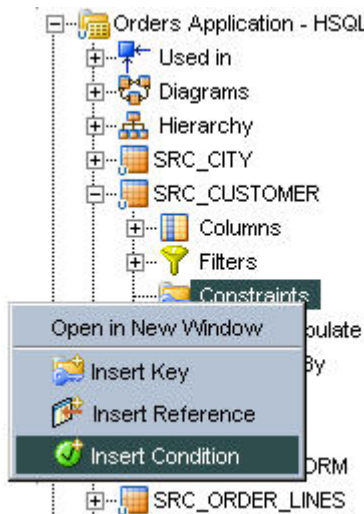 Orders Application - HSQL
Used in
Diagrams
Hierarchy
SRC_CITY
SRC_CUSTOMER
Columns
Filters
Constraints
Open in New Window
Insert Key
By
Insert Reference
Insert Condition
SRC_ORDER_LINES